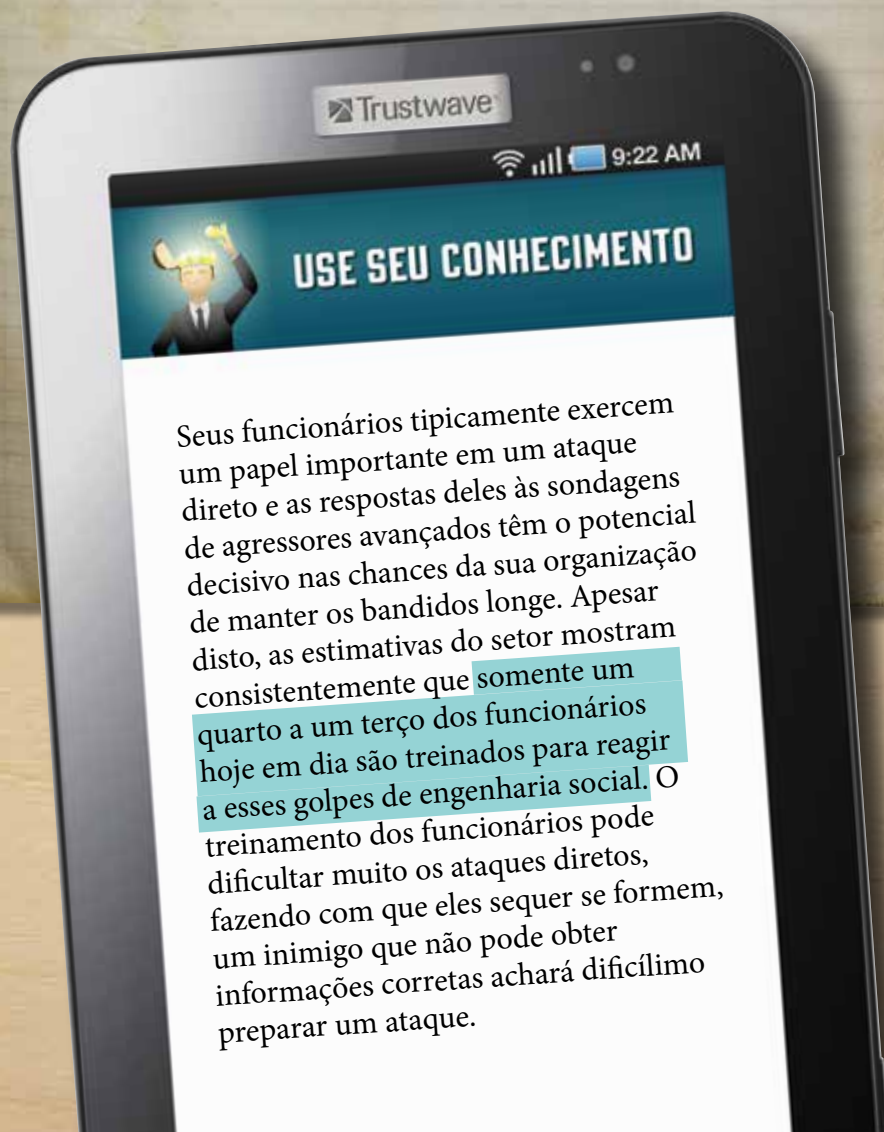 Trustwave
9:22 AM
USE SEU CONHECIMENTO
Seus funcionários tipicamente exercem
um papel importante em um ataque
direto e as respostas deles às sondagens
de agressores avançados têm o potencial
decisivo nas chances da sua organização
de manter os bandidos longe. Apesar
disto, as estimativas do setor mostram
consistentemente que somente um
quarto a um terço dos funcionários
hoje em dia são treinados para reagir
a esses golpes de engenharia social. O
treinamento dos funcionários pode
dificultar muito os ataques diretos,
fazendo com que eles sequer se formem,
um inimigo que não pode obter
informações corretas achará dificílimo
preparar um ataque.